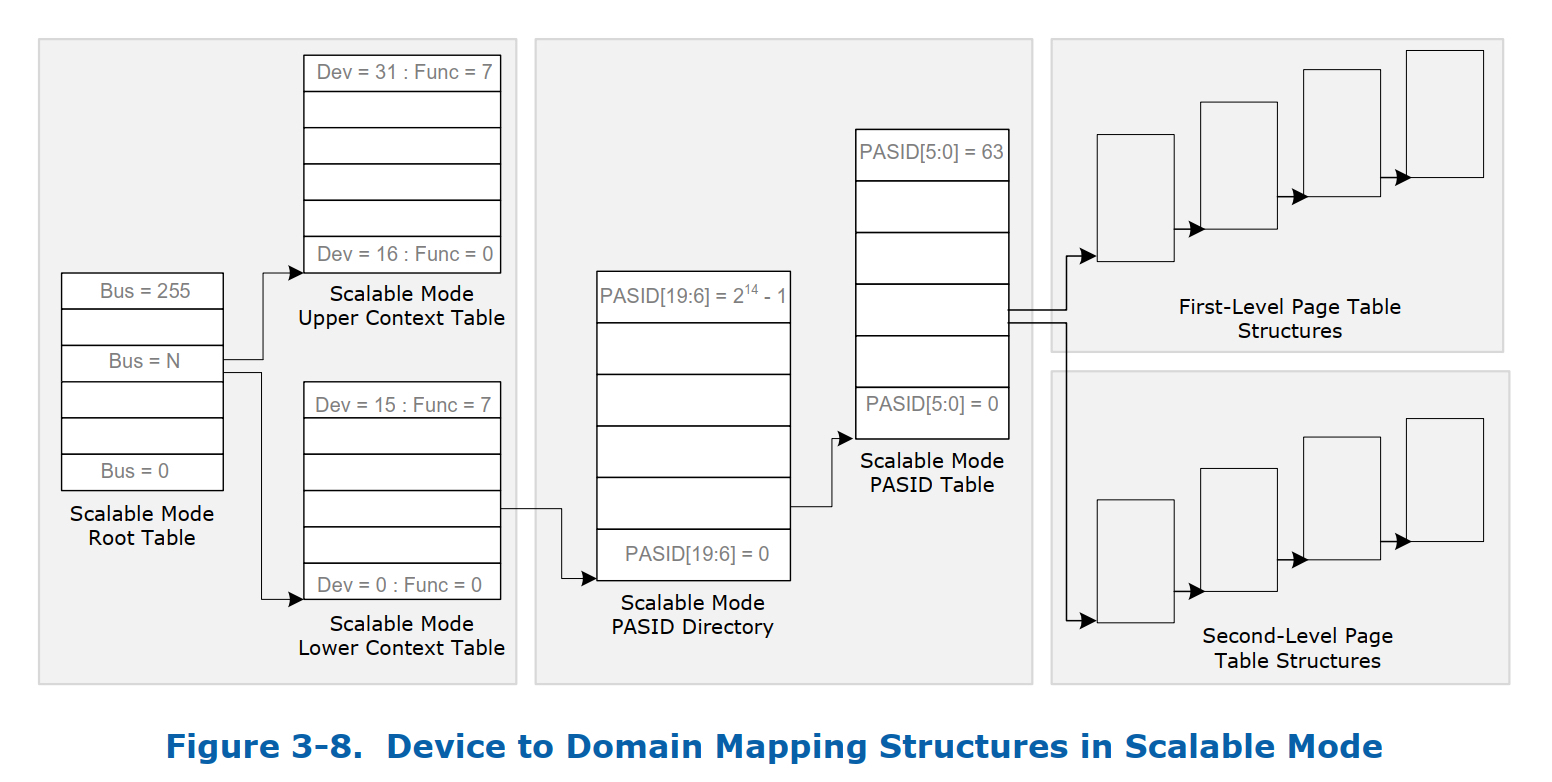 Bus = 255
Bus = N
Bus = 0
Scalable Mode
Root Table
Dev = 31 : Func = 7
Dev = 16 : Func = 0
Scalable Mode
Upper Context Table
Dev = 15 : Func = 7
Dev = 0 : Func = 0
Scalable Mode
Lower Context Table
PASID[19:6] = 2¹⁴ - 1
PASID[19:6] = 0
Scalable Mode
PASID Directory
PASID[5:0] = 63
PASID[5:0] = 0
Scalable Mode
PASID Table
First-Level Page Table
Structures
Second-Level Page
Table Structures
Figure 3-8. Device to Domain Mapping Structures in Scalable Mode